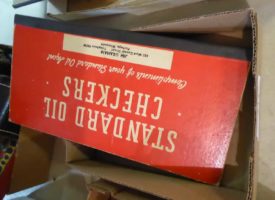 STANDARD OIL
CHECKERS
Compliments of your Standard Oil Agent